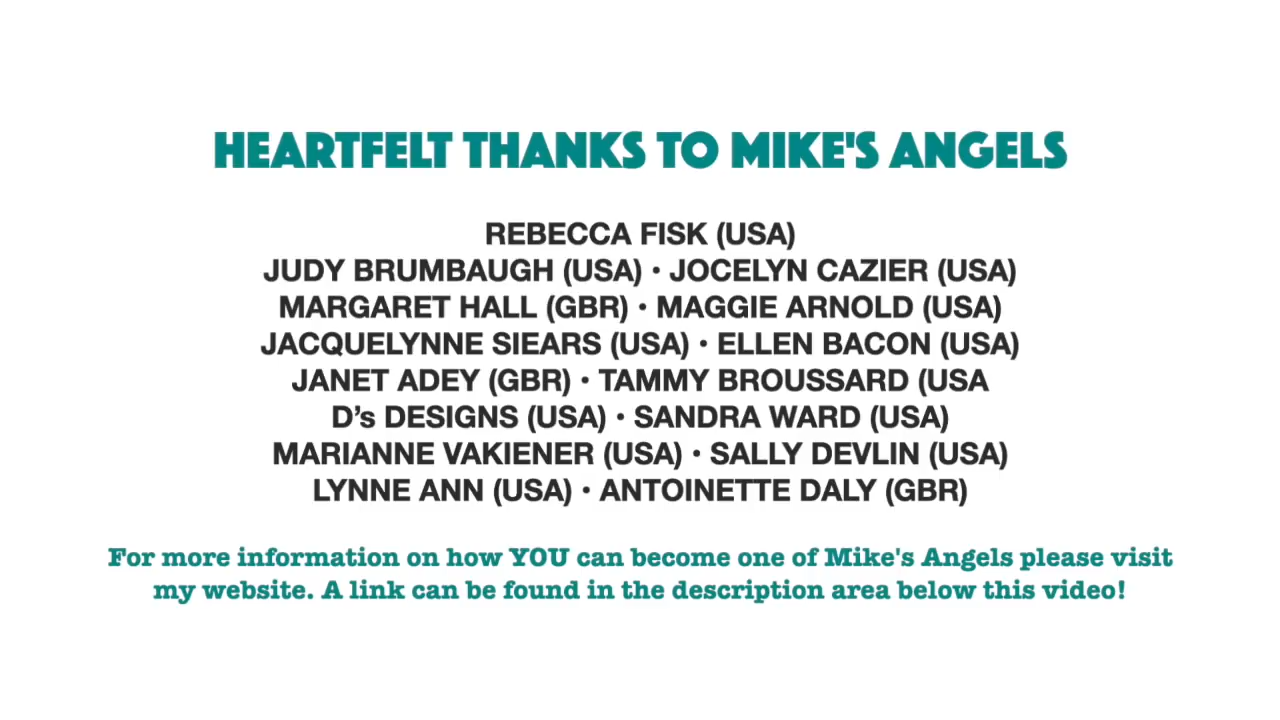 HEARTFELT THANKS TO MIKE'S ANGELS
REBECCA FISK (USA)
JUDY BRUMBAUGH (USA) • JOCELYN CAZIER (USA)
MARGARET HALL (GBR) • MAGGIE ARNOLD (USA)
JACQUELYNNE SIEARS (USA) • ELLEN BACON (USA)
JANET ADEY (GBR) • TAMMY BROUSSARD (USA
D’s DESIGNS (USA) • SANDRA WARD (USA)
MARIANNE VAKIENER (USA) • SALLY DEVLIN (USA)
LYNNE ANN (USA) • ANTOINETTE DALY (GBR)
For more information on how YOU can become one of Mike's Angels please visit
my website. A link can be found in the description area below this video!